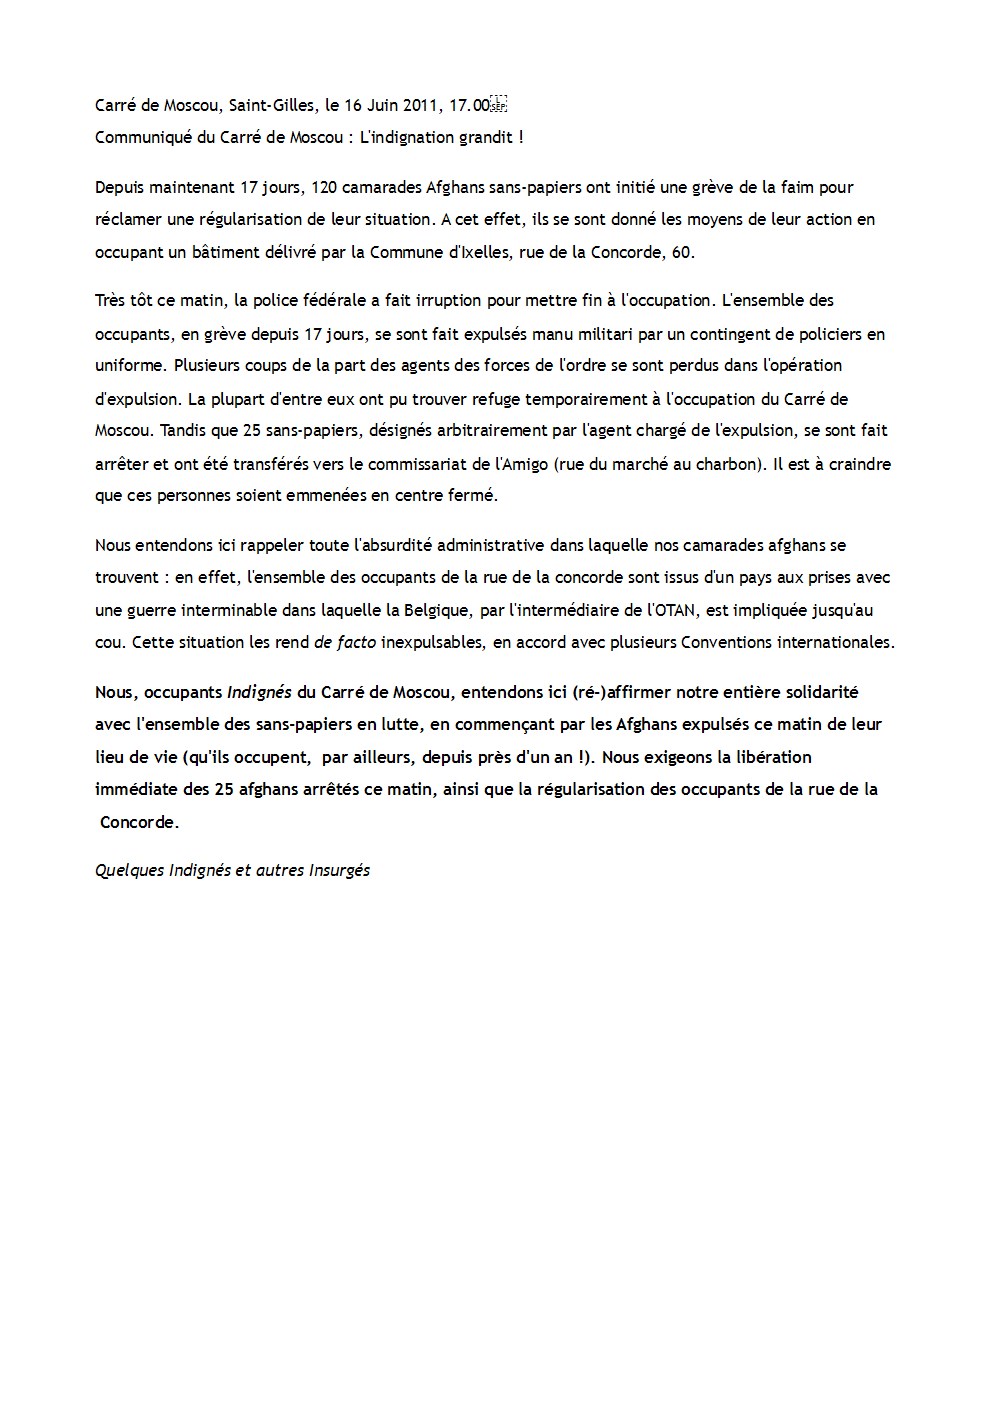 Carré de Moscou, Saint-Gilles, le 16 Juin 2011, 17.00
Communiqué du Carré de Moscou : L'indignation grandit !
Depuis maintenant 17 jours, 120 camarades Afghans sans-papiers ont initié une grève de la faim pour
réclamer une régularisation de leur situation. A cet effet, ils se sont donné les moyens de leur action en
occupant un bâtiment délivré par la Commune d'Ixelles, rue de la Concorde, 60.
Très tôt ce matin, la police fédérale a fait irruption pour mettre fin à l'occupation. L'ensemble des
occupants, en grève depuis 17 jours, se sont fait expulsés manu militari par un contingent de policiers en
uniforme. Plusieurs coups de la part des agents des forces de l'ordre se sont perdus dans l'opération
d'expulsion. La plupart d'entre eux ont pu trouver refuge temporairement à l'occupation du Carré de
Moscou. Tandis que 25 sans-papiers, désignés arbitrairement par l'agent chargé de l'expulsion, se sont fait
arrêter et ont été transférés vers le commissariat de l'Amigo (rue du marché au charbon). Il est à craindre
que ces personnes soient emmenées en centre fermé.
Nous entendons ici rappeler toute l'absurdité administrative dans laquelle nos camarades afghans se
trouvent : en effet, l'ensemble des occupants de la rue de la concorde sont issus d'un pays aux prises avec
une guerre interminable dans laquelle la Belgique, par l'intermédiaire de l'OTAN, est impliquée jusqu'au
cou. Cette situation les rend de facto inexpulsables, en accord avec plusieurs Conventions internationales.
Nous, occupants Indignés du Carré de Moscou, entendons ici (ré-)affirmer notre entière solidarité
avec l'ensemble des sans-papiers en lutte, en commençant par les Afghans expulsés ce matin de leur
lieu de vie (qu'ils occupent,  par ailleurs, depuis près d'un an !). Nous exigeons la libération
immédiate des 25 afghans arrêtés ce matin, ainsi que la régularisation des occupants de la rue de la
Concorde.
Quelques Indignés et autres Insurgés